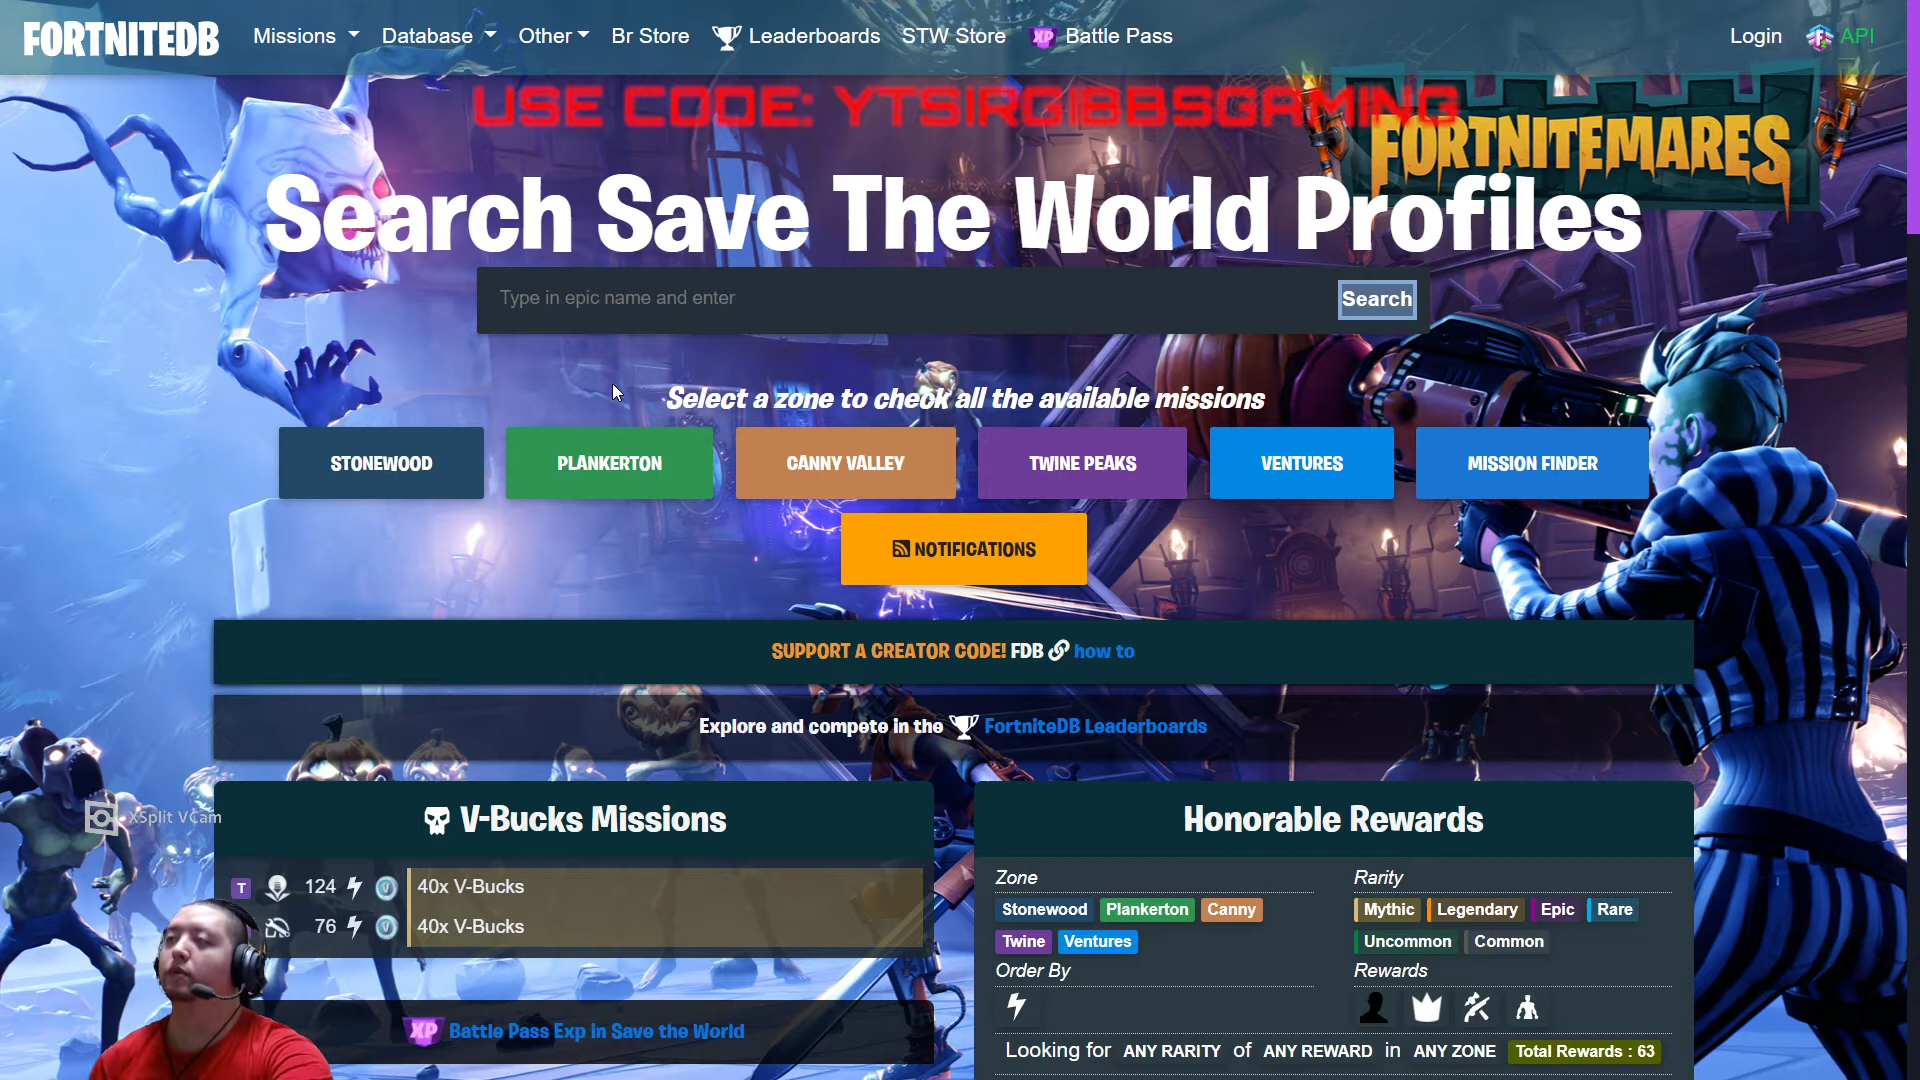 FORTNITEDB
Missions
Database
Other
Br Store
Leaderboards
STW Store
XP
Battle Pass
Login
API
USE CODE: YTSIRGIBBSGAMING
FORTNITEMARES
Search Save The World Profiles
Type in epic name and enter
Search
Select a zone to check all the available missions
STONEWOOD
PLANKERTON
CANNY VALLEY
TWINE PEAKS
VENTURES
MISSION FINDER
NOTIFICATIONS
SUPPORT A CREATOR CODE! FDB how to
Explore and compete in the FortniteDB Leaderboards
XSplit VCam
V-Bucks Missions
T 124 V 40x V-Bucks
76 V 40x V-Bucks
XP Battle Pass Exp in Save the World
Honorable Rewards
Zone
Stonewood Plankerton Canny
Twine Ventures
Order By
Rarity
Mythic Legendary Epic Rare
Uncommon Common
Rewards
Looking for ANY RARITY of ANY REWARD in ANY ZONE Total Rewards : 63